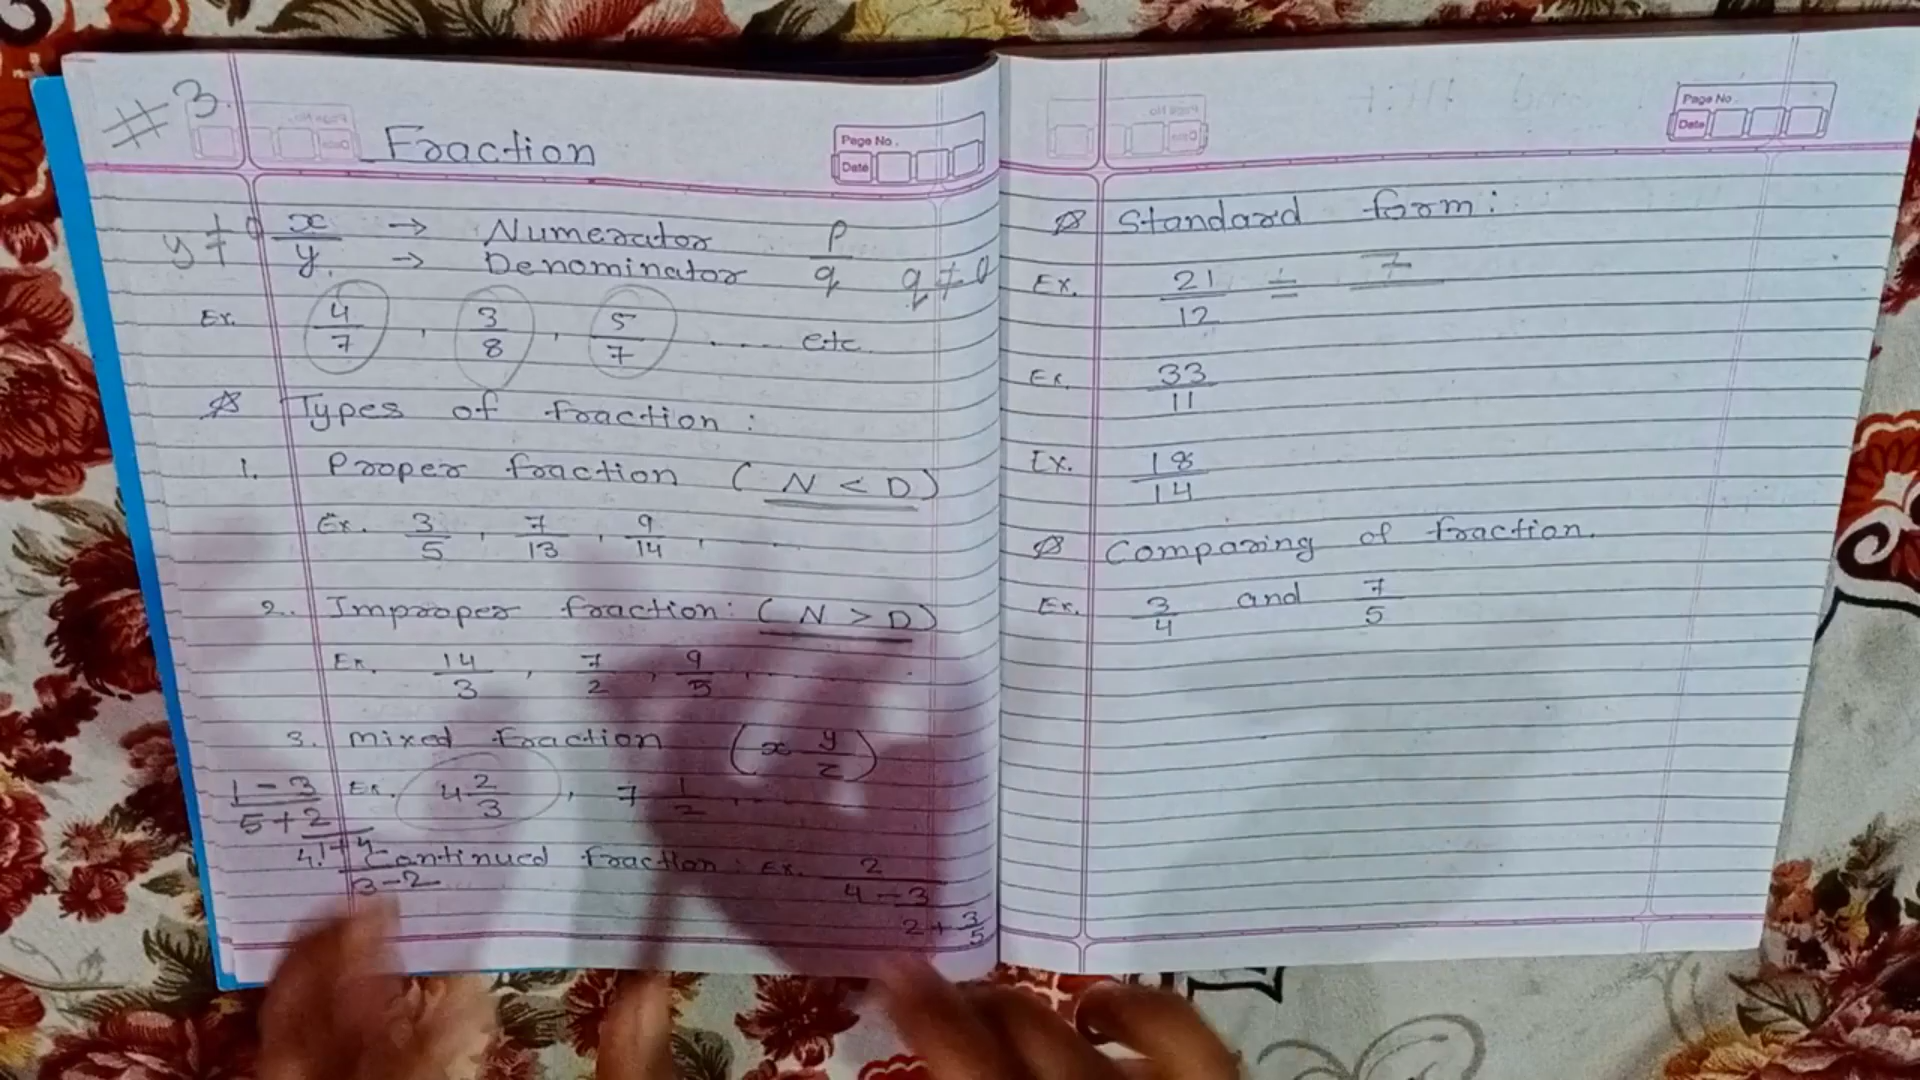 #3
Fraction
Page No.
Date
y ≠ 0 x/y → Numerator p/q q ≠ 0
→ Denominator
Ex. 4/7 , 3/8 , 5/7 .... etc.
Types of fraction :
1. Proper fraction ( N < D )
Ex. 3/5 , 7/13 , 9/14 , ....
2. Improper fraction: ( N > D )
Ex. 14/3 , 7/2 , 9/5 , ....
3. Mixed fraction ( x y/z )
Ex. 4 2/3 , 7 1/2 ....
1-3
5+2
1+4
3-2
4. Continued fraction : Ex. 2
4-3
2+3/5
Page No.
Date
Standard form :
Ex. 21/12 = 7
Ex. 33/11
Ex. 18/14
Comparing of fraction.
Ex. 3/4 and 7/5